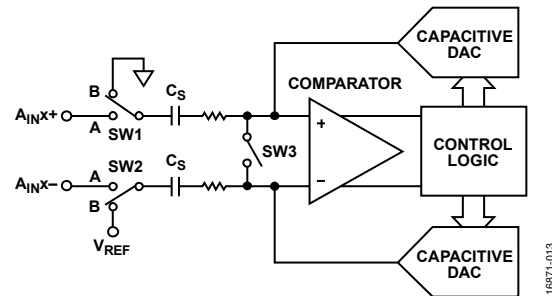 CAPACITIVE
DAC
COMPARATOR
B
CS
AINx+
A
SW1
+
SW3
CONTROL
LOGIC
SW2
CS
AINx–
A
–
B
VREF
CAPACITIVE
DAC
16871-013